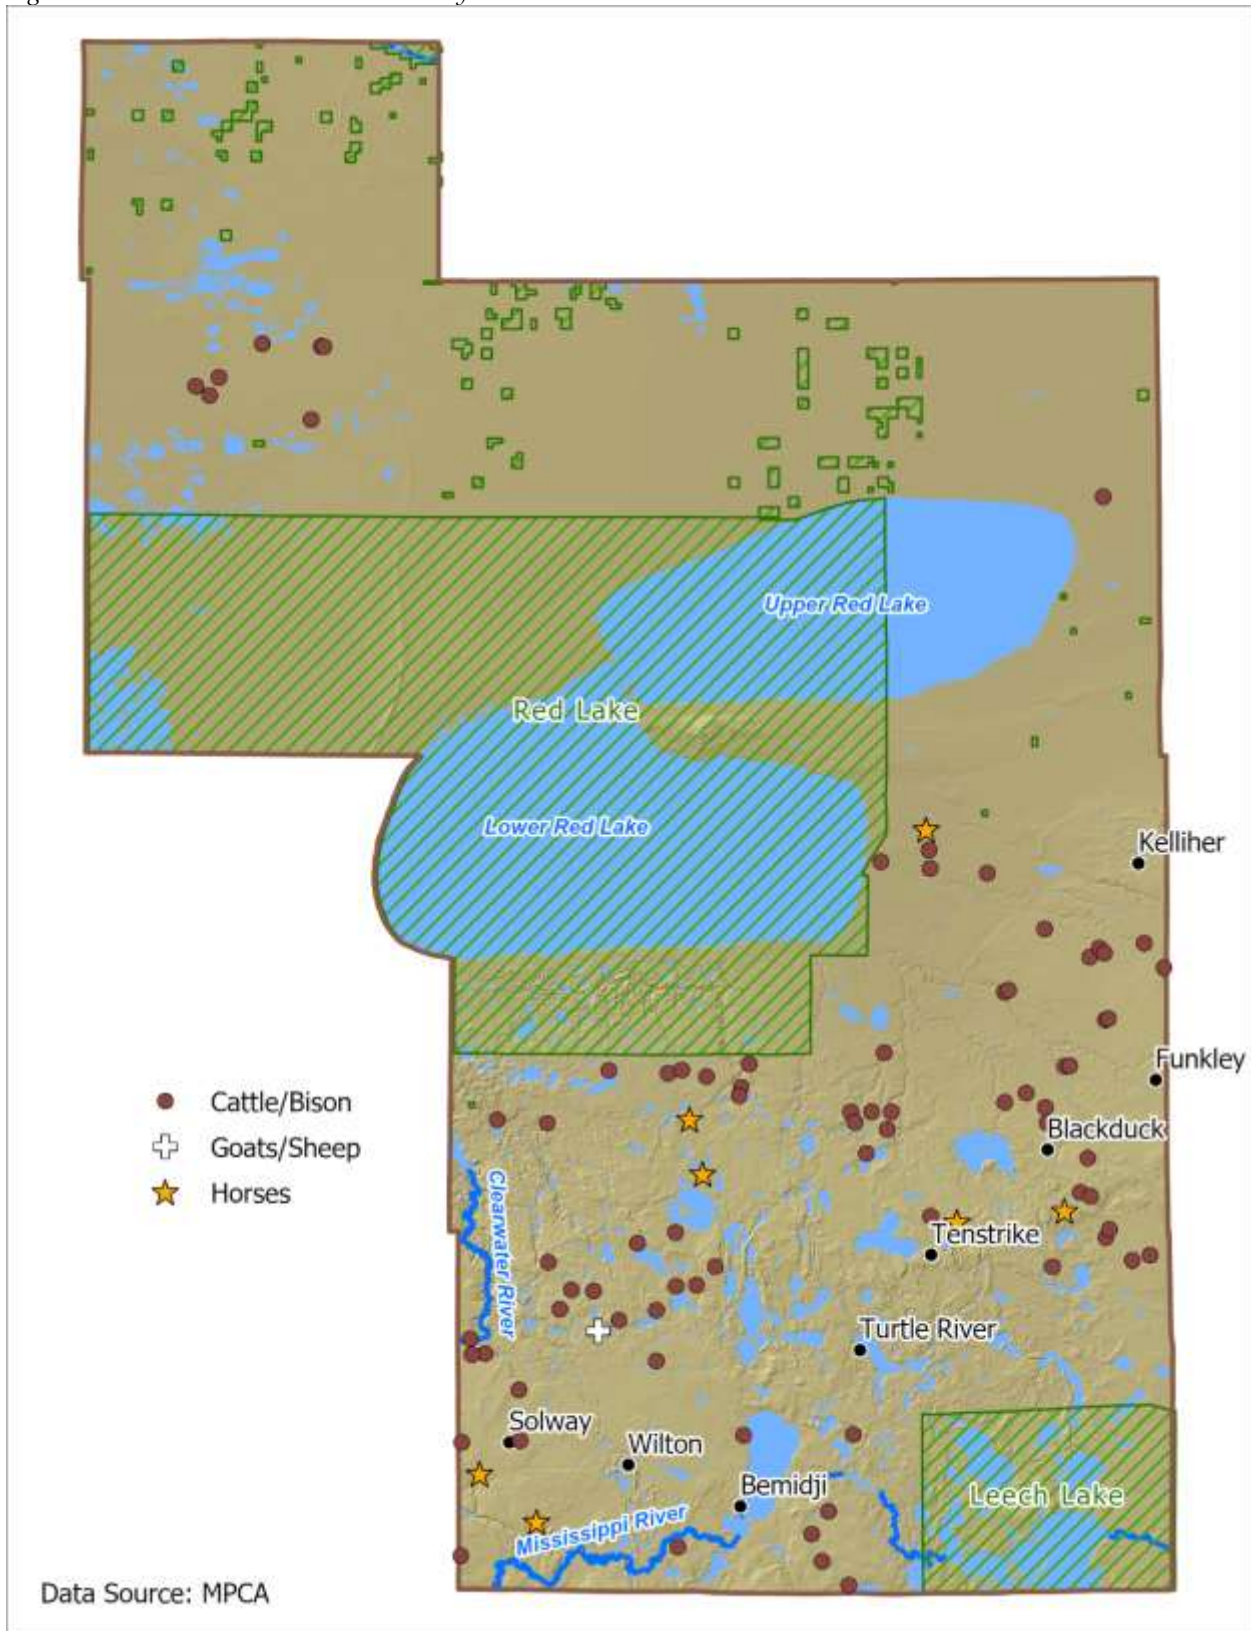 Upper Red Lake
Red Lake
Lower Red Lake
Kelliher
Funkley
Cattle/Bison
Goats/Sheep
Horses
Blackduck
Clearwater River
Tenstrike
Turtle River
Solway
Wilton
Bemidji
Leech Lake
Mississippi River
Data Source: MPCA